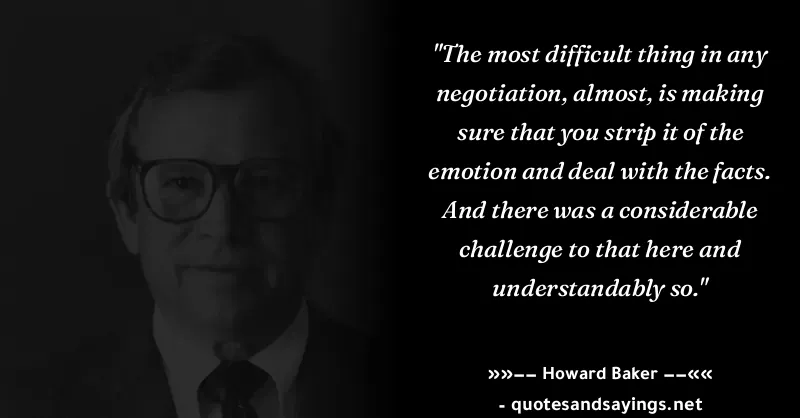 "The most difficult thing in any
negotiation, almost, is making
sure that you strip it of the
emotion and deal with the facts.
And there was a considerable
challenge to that here and
understandably so."
»»−− Howard Baker −−««
- quotesandsayings.net